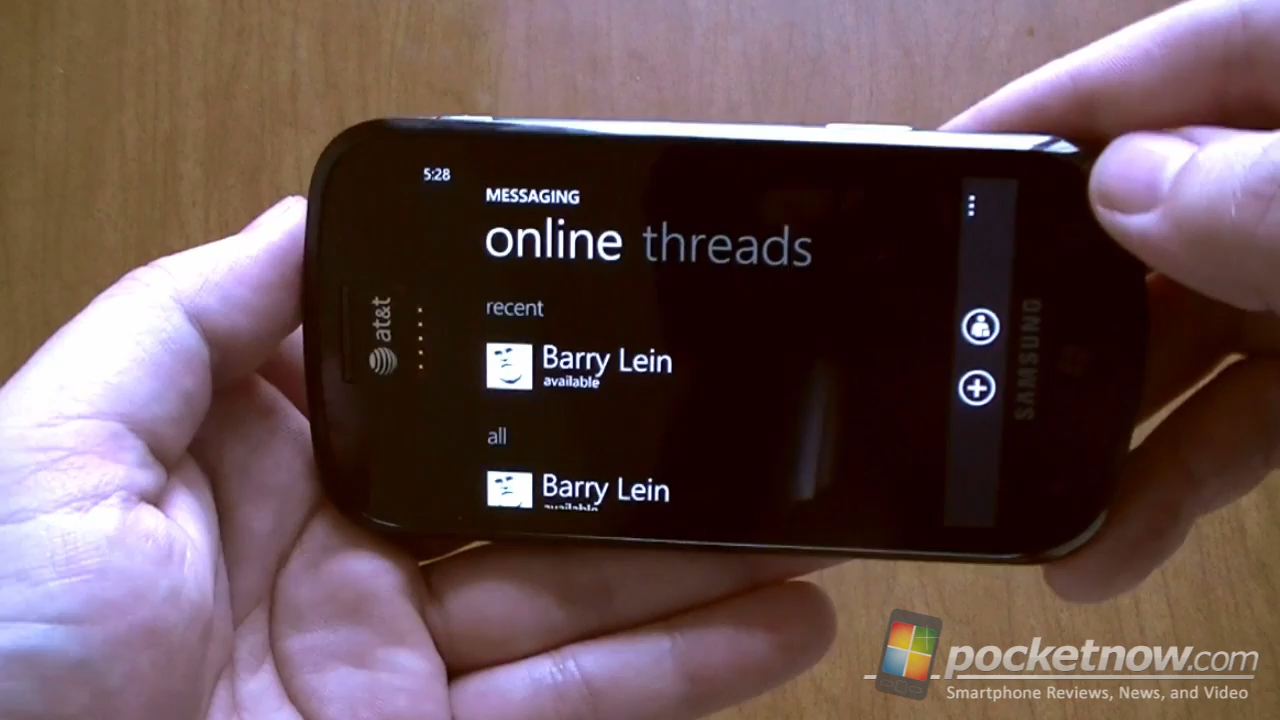 5:28
MESSAGING
online threads
recent
Barry Lein
available
all
Barry Lein
available
at&t
SAMSUNG
pocketnow.com
Smartphone Reviews, News, and Video